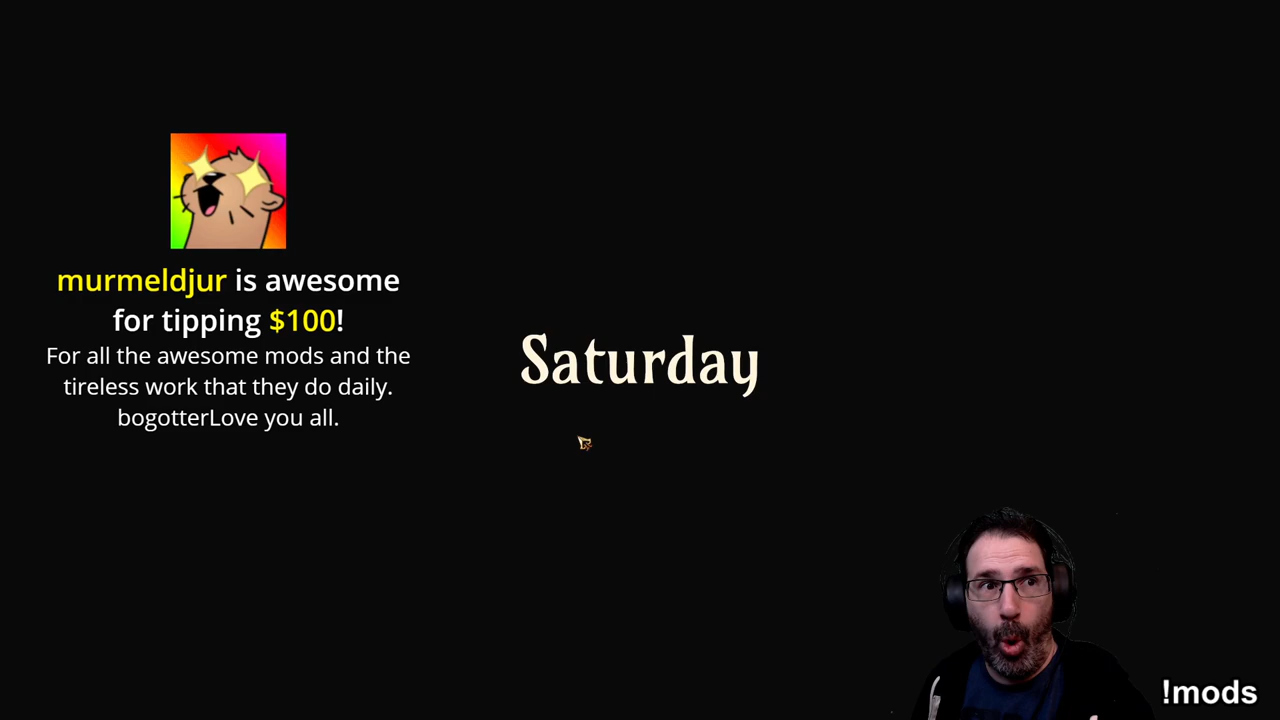 murmeldjur is awesome
for tipping $100!
For all the awesome mods and the
tireless work that they do daily.
bogotterLove you all.
Saturday
!mods